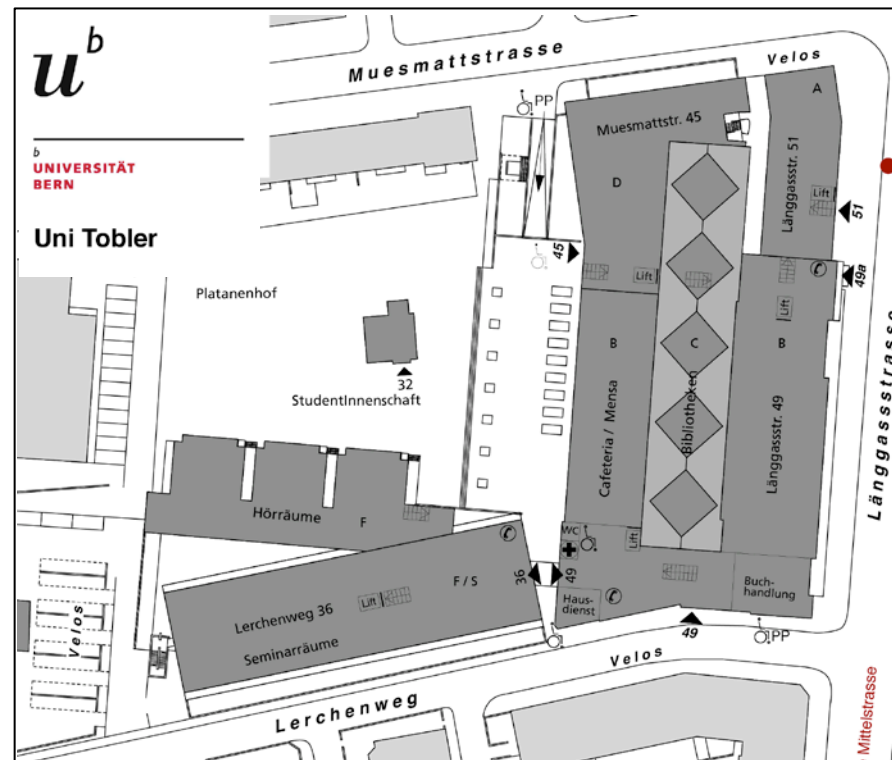 u^b
b
UNIVERSITÄT
BERN
Uni Tobler
Muesmattstrasse
Velos
A
PP
Muesmattstr. 45
D
Länggassstr. 51
Lift
51
45
Lift
49a
Lift
Platanenhof
32
StudentInnenschaft
B
C
B
Cafeteria / Mensa
Bibliotheken
Länggassstr. 49
Länggassstrasse
Hörräume
F
WC
Lift
F / S
36
49
Lerchenweg 36
Lift
Seminarräume
Haus-
dienst
Buch-
handlung
49
PP
Velos
Velos
Lerchenweg
Mittelstrasse